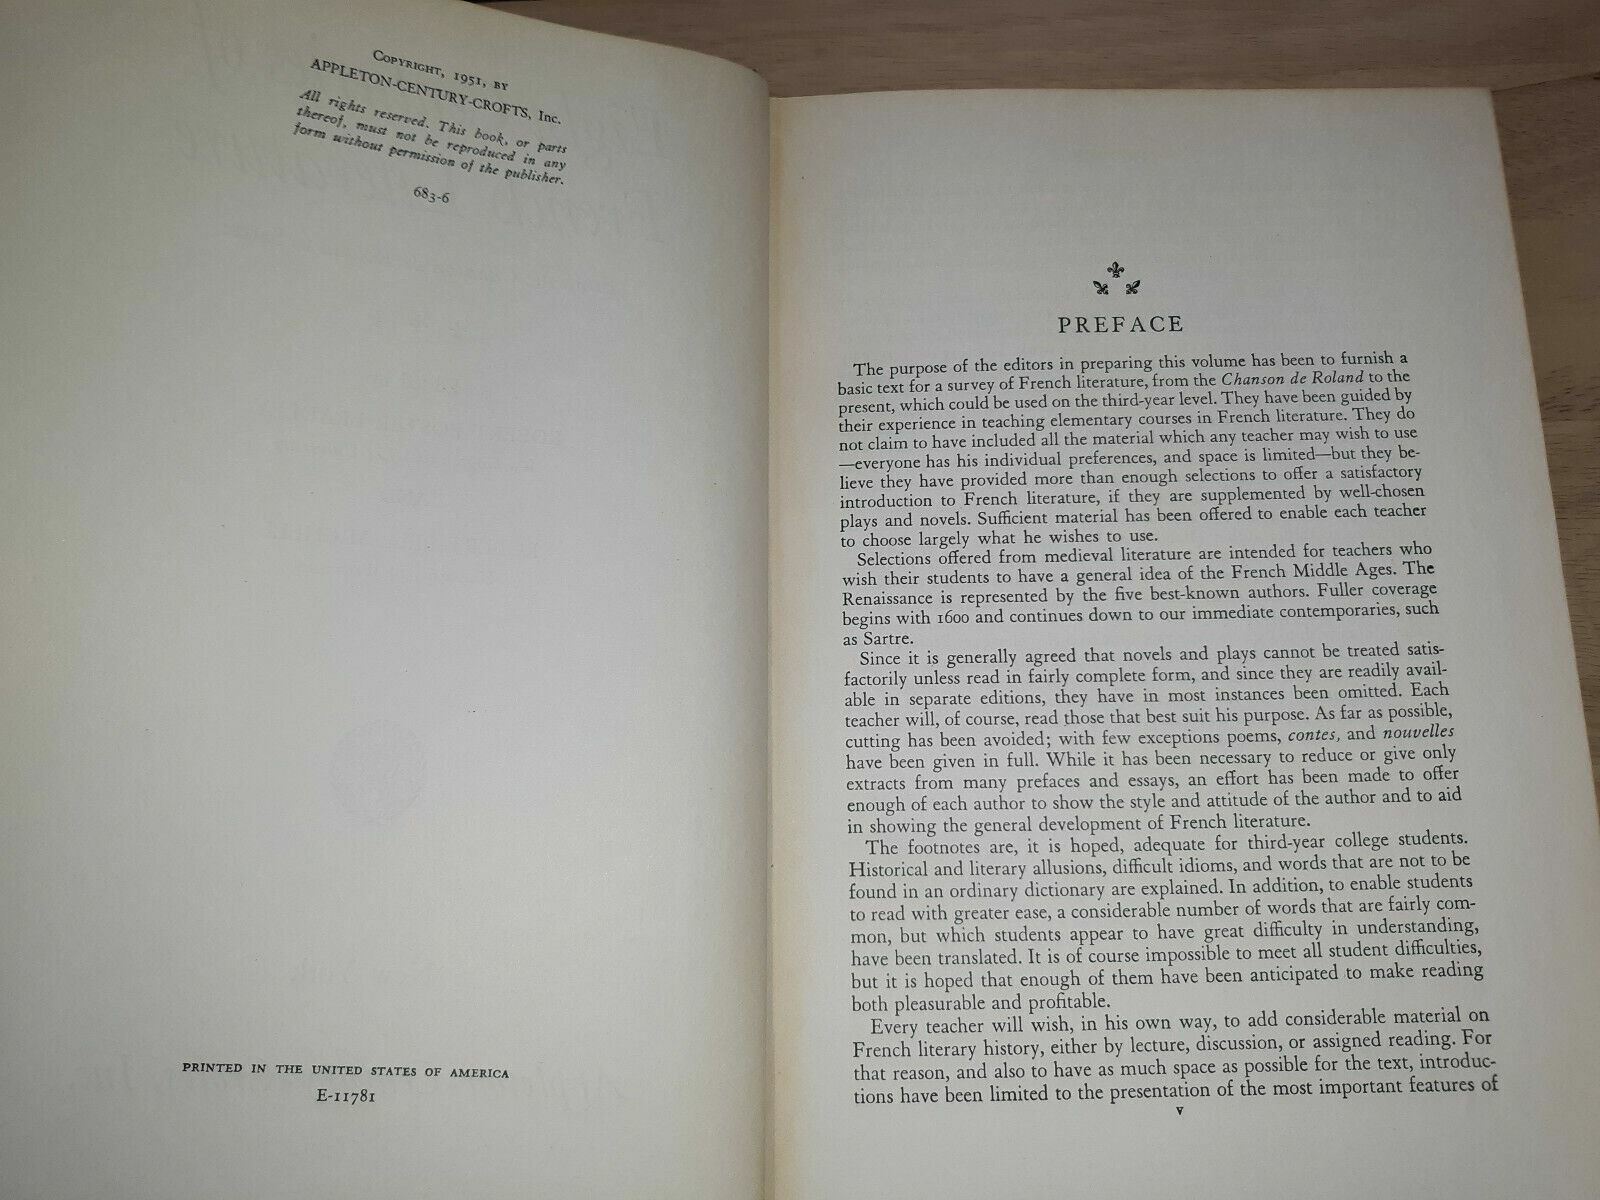 Copyright, 1951, by
APPLETON-CENTURY-CROFTS, Inc.
All rights reserved. This book, or parts
thereof, must not be reproduced in any
form without permission of the publisher.
683-6
PRINTED IN THE UNITED STATES OF AMERICA
E-11781
PREFACE
The purpose of the editors in preparing this volume has been to furnish a
basic text for a survey of French literature, from the Chanson de Roland to the
present, which could be used on the third-year level. They have been guided by
their experience in teaching elementary courses in French literature. They do
not claim to have included all the material which any teacher may wish to use
—everyone has his individual preferences, and space is limited—but they be-
lieve they have provided more than enough selections to offer a satisfactory
introduction to French literature, if they are supplemented by well-chosen
plays and novels. Sufficient material has been offered to enable each teacher
to choose largely what he wishes to use.
Selections offered from medieval literature are intended for teachers who
wish their students to have a general idea of the French Middle Ages. The
Renaissance is represented by the five best-known authors. Fuller coverage
begins with 1600 and continues down to our immediate contemporaries, such
as Sartre.
Since it is generally agreed that novels and plays cannot be treated satis-
factorily unless read in fairly complete form, and since they are readily avail-
able in separate editions, they have in most instances been omitted. Each
teacher will, of course, read those that best suit his purpose. As far as possible,
cutting has been avoided; with few exceptions poems, contes, and nouvelles
have been given in full. While it has been necessary to reduce or give only
extracts from many prefaces and essays, an effort has been made to offer
enough of each author to show the style and attitude of the author and to aid
in showing the general development of French literature.
The footnotes are, it is hoped, adequate for third-year college students.
Historical and literary allusions, difficult idioms, and words that are not to be
found in an ordinary dictionary are explained. In addition, to enable students
to read with greater ease, a considerable number of words that are fairly com-
mon, but which students appear to have great difficulty in understanding,
have been translated. It is of course impossible to meet all student difficulties,
but it is hoped that enough of them have been anticipated to make reading
both pleasurable and profitable.
Every teacher will wish, in his own way, to add considerable material on
French literary history, either by lecture, discussion, or assigned reading. For
that reason, and also to have as much space as possible for the text, introduc-
tions have been limited to the presentation of the most important features of
v